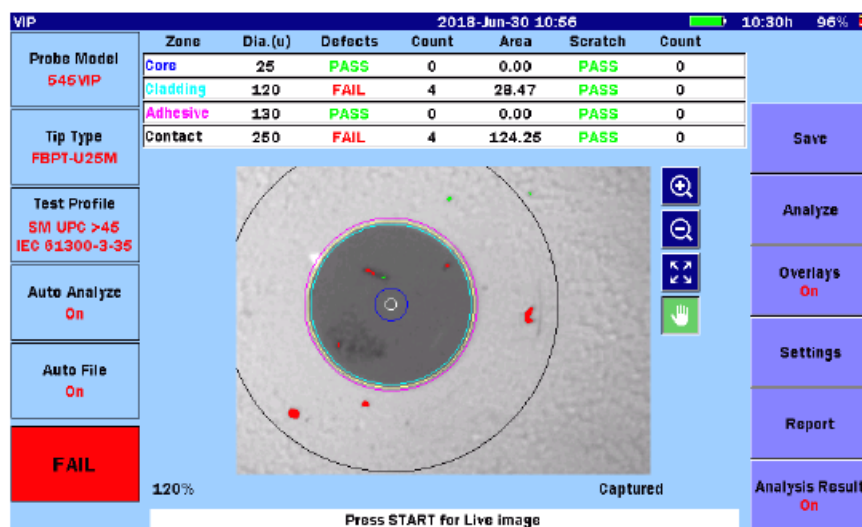 VIP 2018-Jun-30 10:56 10:30h 96%
Zone Dia.(u) Defects Count Area Scratch Count
Core 25 PASS 0 0.00 PASS 0
Cladding 120 FAIL 4 29.47 PASS 0
Adhesive 130 PASS 0 0.00 PASS 0
Contact 250 FAIL 4 124.25 PASS 0
Probe Model
546VIP
Tip Type
FBPT-U25M
Test Profile
SM UPC >45
IEC 61300-3-35
Auto Analyze
On
Auto File
On
FAIL
120%
Captured
Press START for Live image
Save
Analyze
Overlays
On
Settings
Report
Analysis Result
On